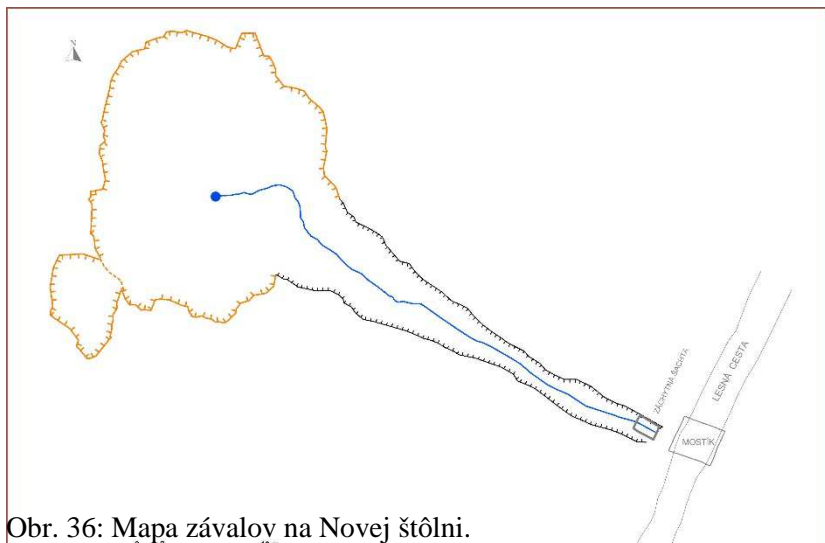 N
ZÁCHYTNÁ ŠACHTA
LESNÁ CESTA
MOSTÍK
Obr. 36: Mapa závalov na Novej štôlni.